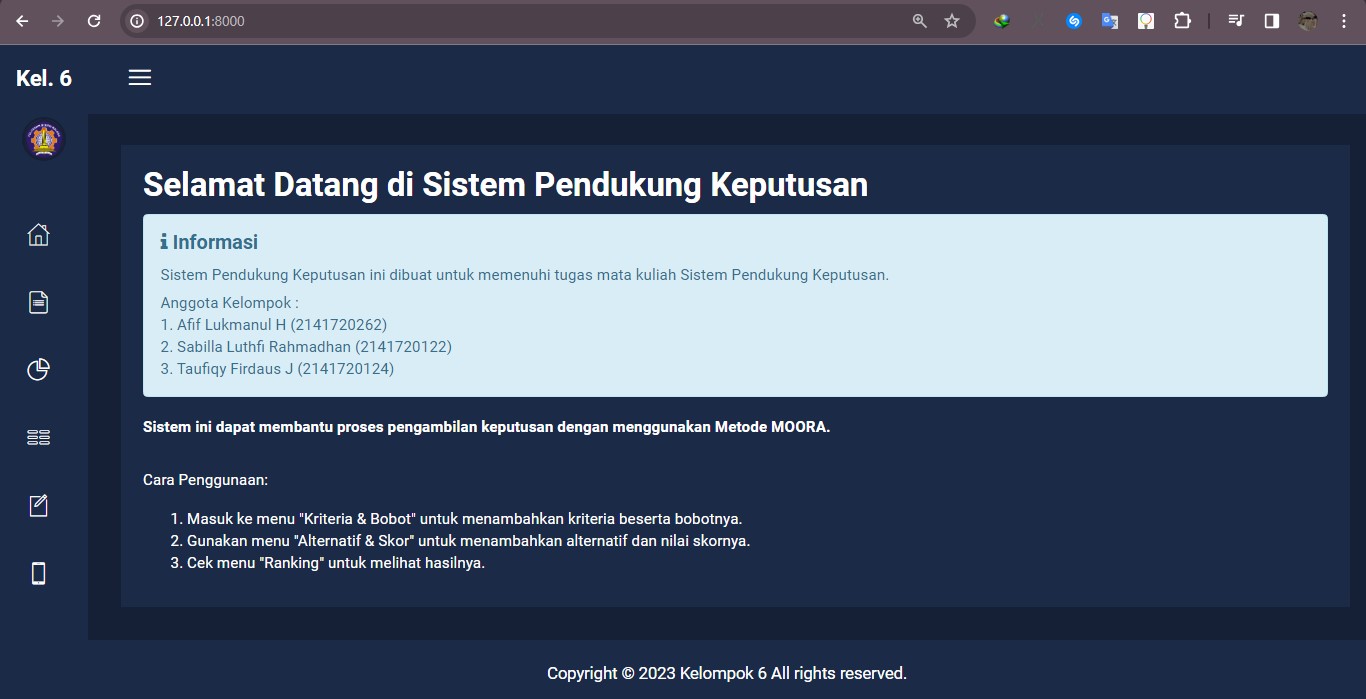 127.0.0.1:8000
Kel. 6
Selamat Datang di Sistem Pendukung Keputusan
Informasi
Sistem Pendukung Keputusan ini dibuat untuk memenuhi tugas mata kuliah Sistem Pendukung Keputusan.
Anggota Kelompok :
1. Afif Lukmanul H (2141720262)
2. Sabilla Luthfi Rahmadhan (2141720122)
3. Taufiqy Firdaus J (2141720124)
Sistem ini dapat membantu proses pengambilan keputusan dengan menggunakan Metode MOORA.
Cara Penggunaan:
1. Masuk ke menu "Kriteria & Bobot" untuk menambahkan kriteria beserta bobotnya.
2. Gunakan menu "Alternatif & Skor" untuk menambahkan alternatif dan nilai skornya.
3. Cek menu "Ranking" untuk melihat hasilnya.
Copyright © 2023 Kelompok 6 All rights reserved.